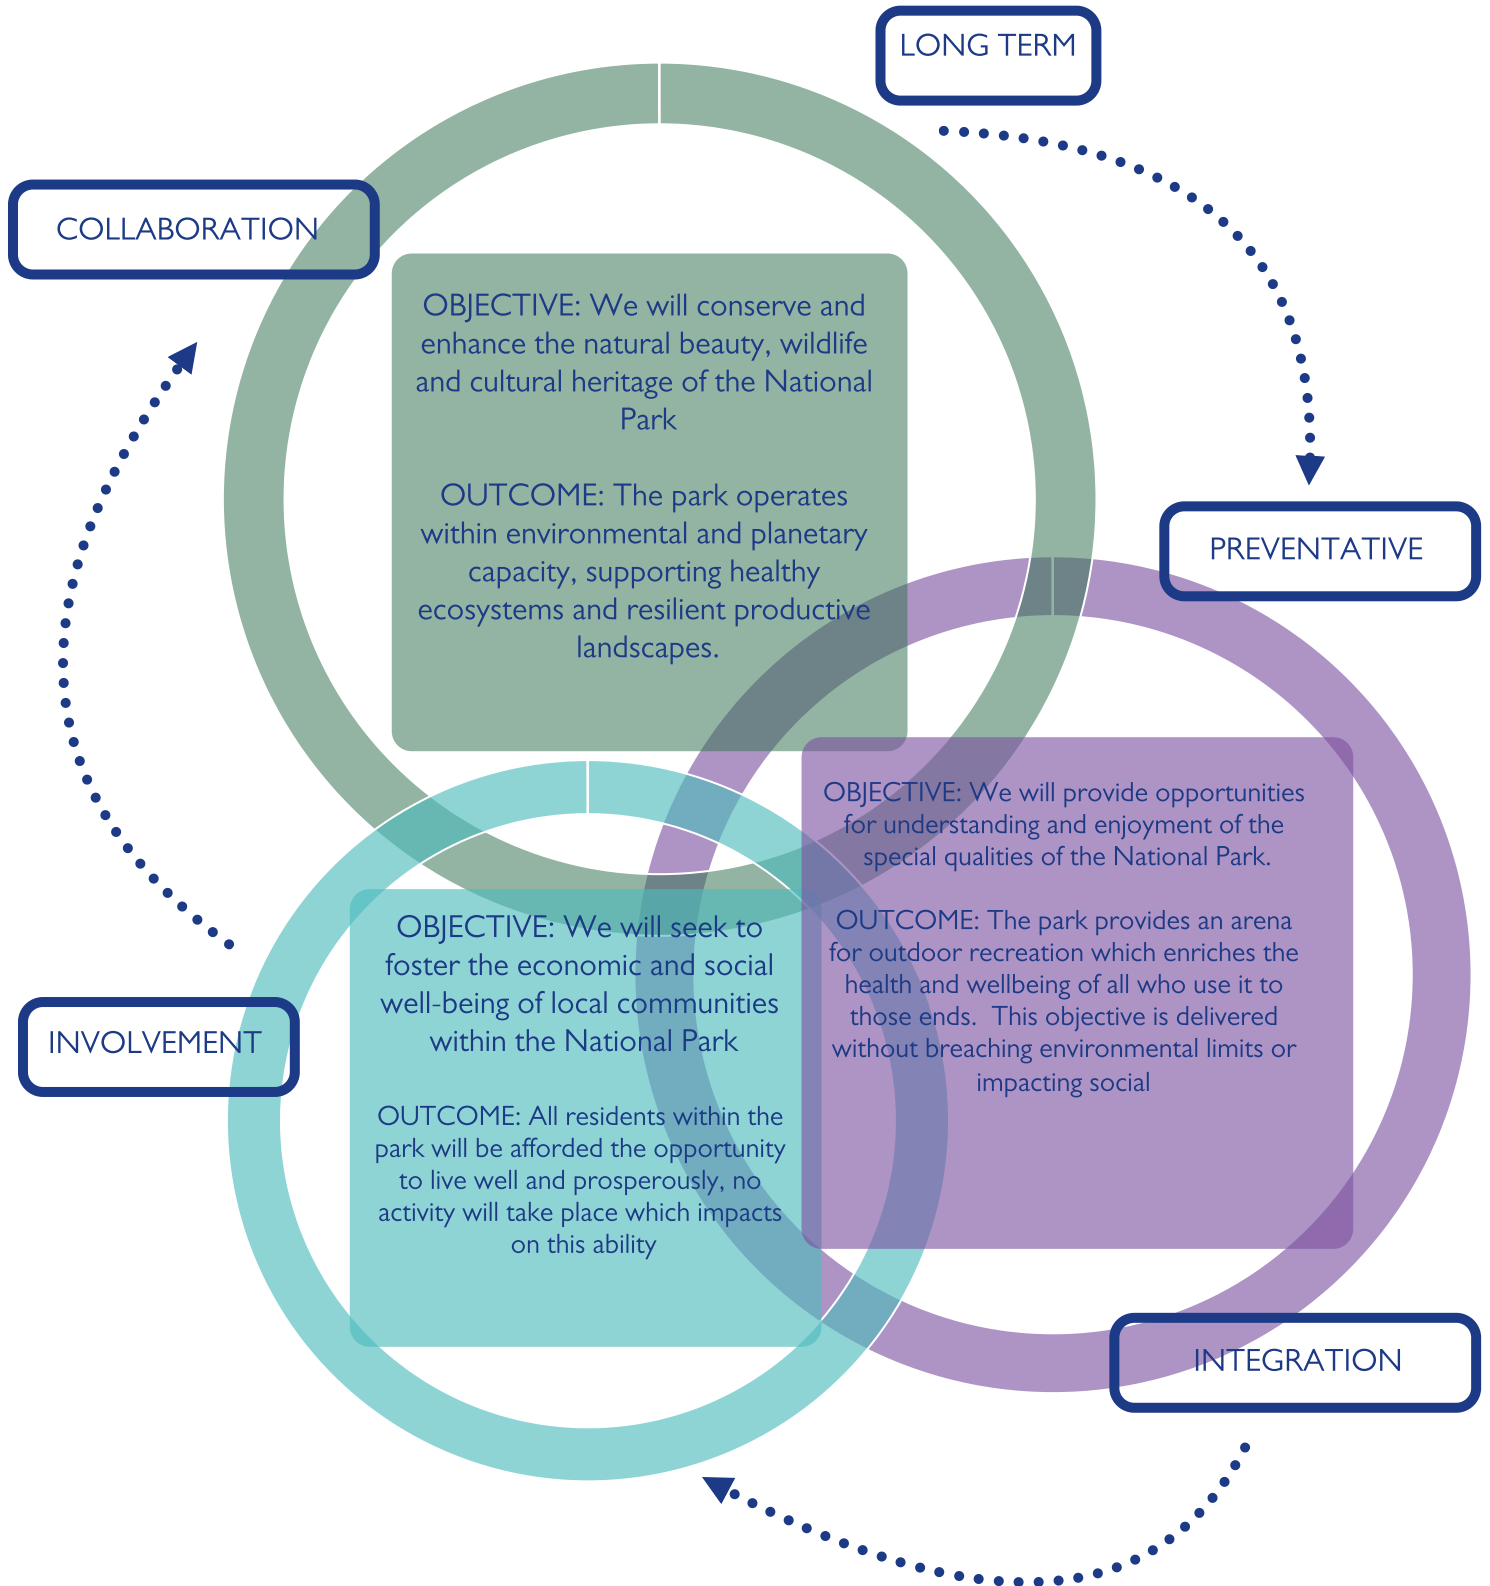 LONG TERM
COLLABORATION
OBJECTIVE: We will conserve and
enhance the natural beauty, wildlife
and cultural heritage of the National
Park
OUTCOME: The park operates
within environmental and planetary
capacity, supporting healthy
ecosystems and resilient productive
landscapes.
PREVENTATIVE
OBJECTIVE: We will provide opportunities
for understanding and enjoyment of the
special qualities of the National Park.
OUTCOME: The park provides an arena
for outdoor recreation which enriches the
health and wellbeing of all who use it to
those ends.  This objective is delivered
without breaching environmental limits or
impacting social
OBJECTIVE: We will seek to
foster the economic and social
well-being of local communities
within the National Park
OUTCOME: All residents within the
park will be afforded the opportunity
to live well and prosperously, no
activity will take place which impacts
on this ability
INVOLVEMENT
INTEGRATION